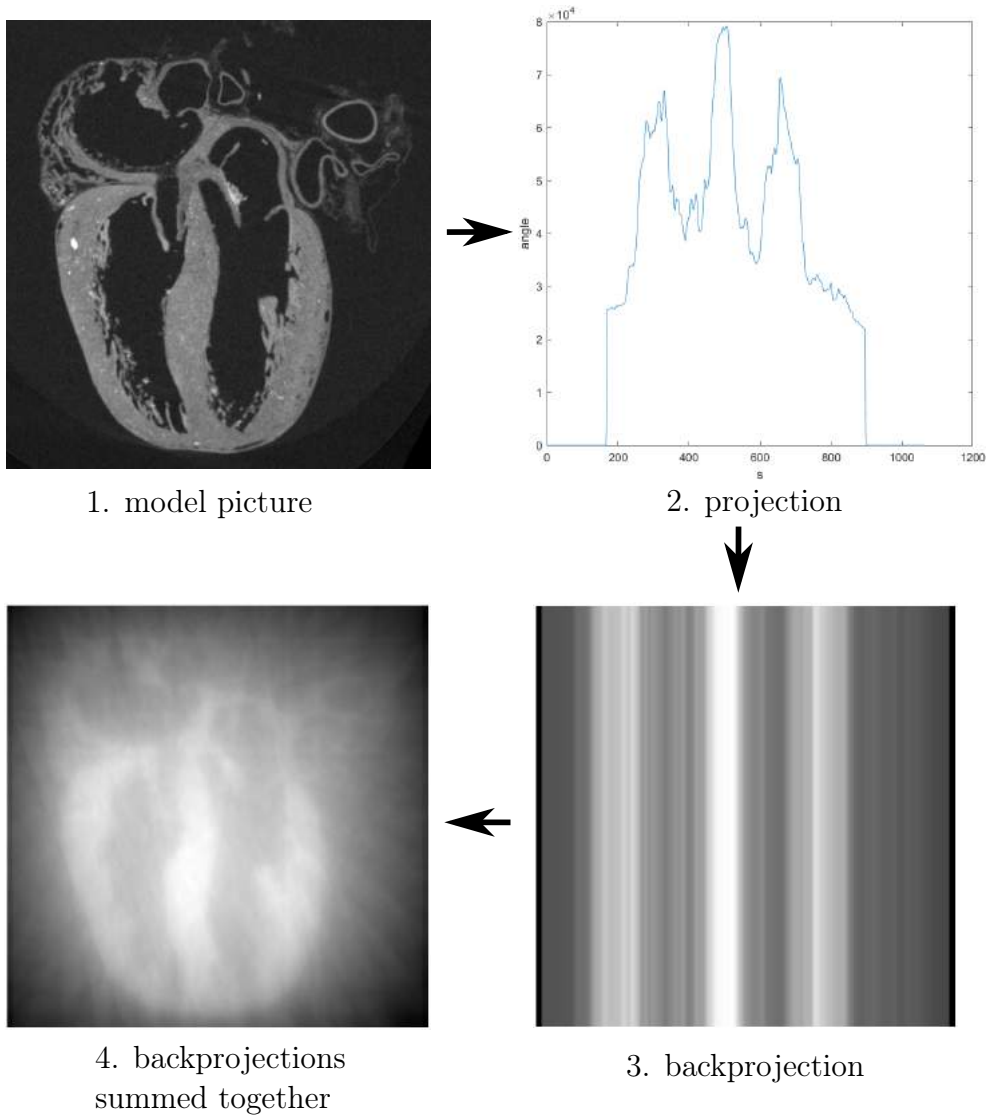 ×10⁴
8
7
6
5
4
3
2
1
0
angle
0 200 400 600 800 1000 1200
s
1. model picture
2. projection
3. backprojection
4. backprojections
summed together